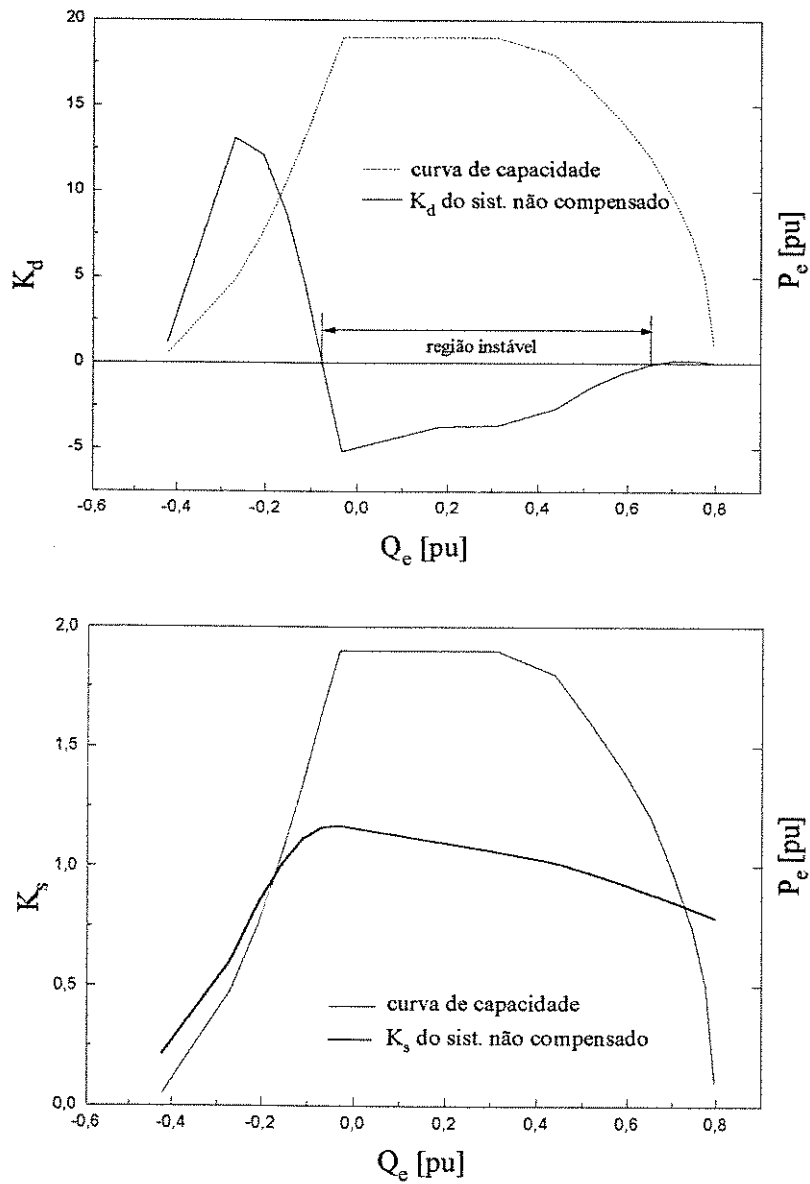 20
15
10
5
0
-5
K_d
P_e [pu]
curva de capacidade
K_d do sist. não compensado
região instável
-0,6
-0,4
-0,2
0,0
0,2
0,4
0,6
0,8
Q_e [pu]
2,0
1,5
1,0
0,5
0,0
K_s
P_e [pu]
curva de capacidade
K_s do sist. não compensado
-0,6
-0,4
-0,2
0,0
0,2
0,4
0,6
0,8
Q_e [pu]